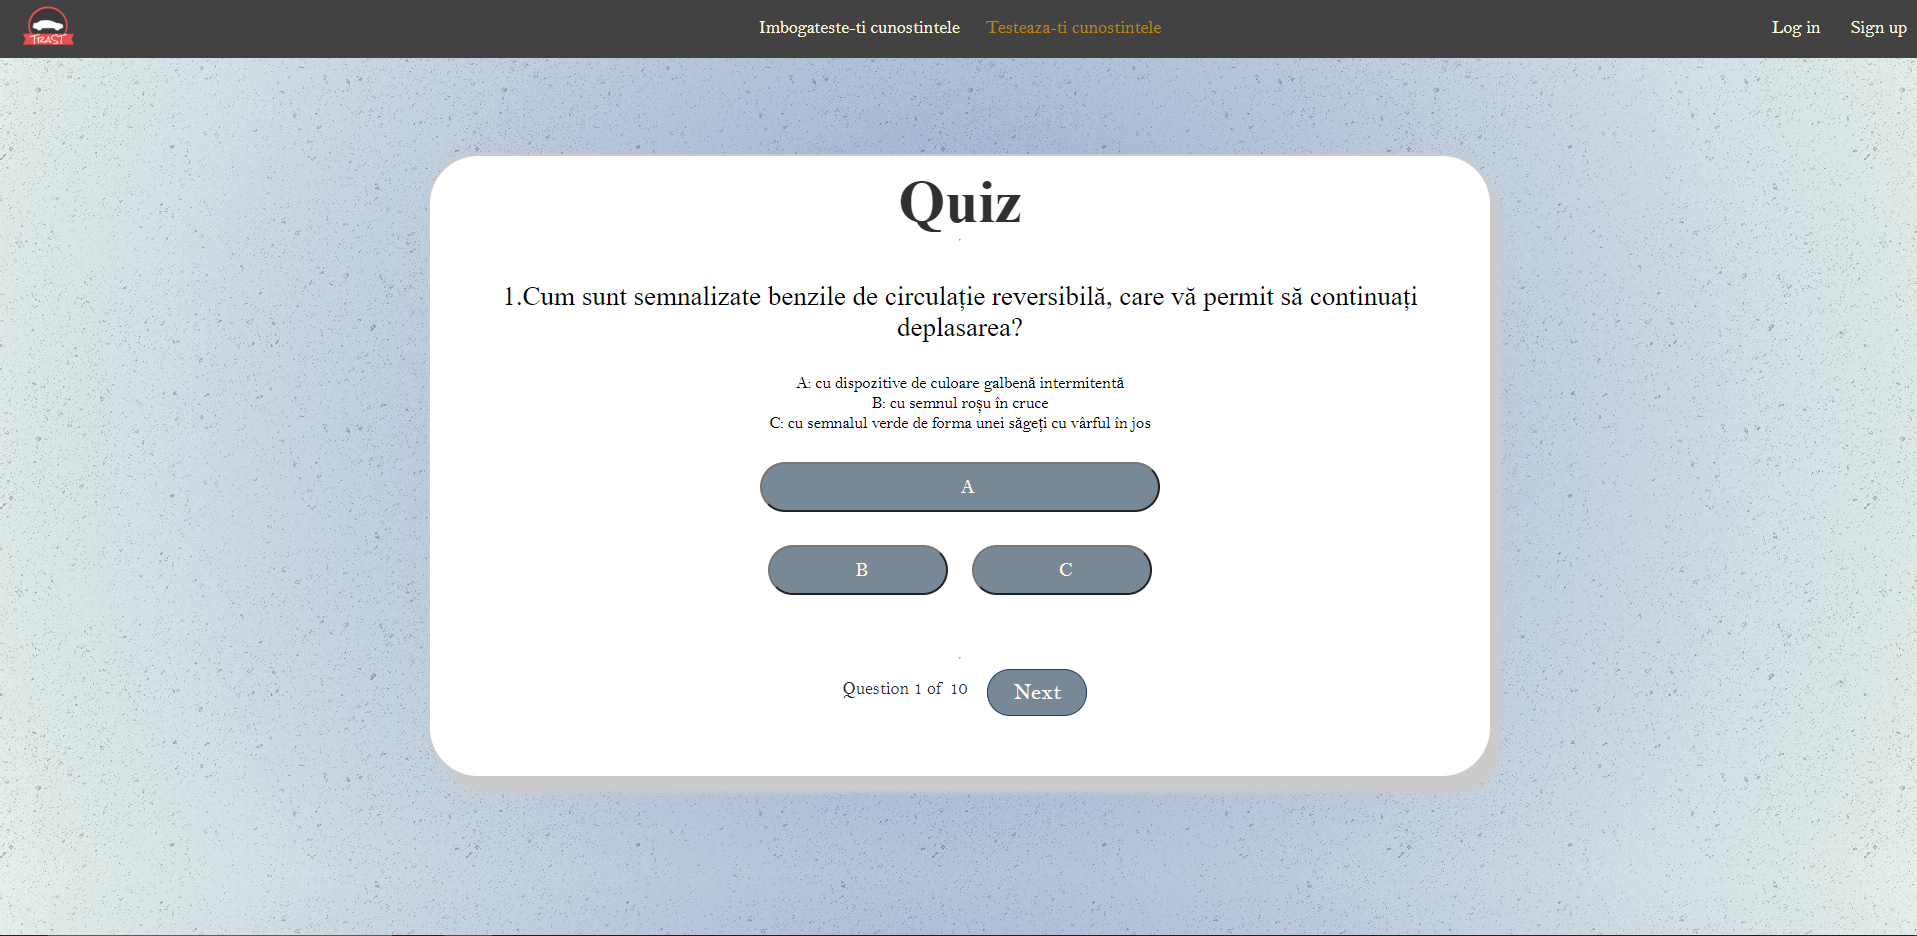 TraST
Imbogateste-ti cunostintele
Testeaza-ti cunostintele
Log in
Sign up
Quiz
1.Cum sunt semnalizate benzile de circulație reversibilă, care vă permit să continuați
deplasarea?
A: cu dispozitive de culoare galbenă intermitentă
B: cu semnul roșu în cruce
C: cu semnalul verde de forma unei săgeți cu vârful în jos
A
B
C
Question 1 of 10
Next